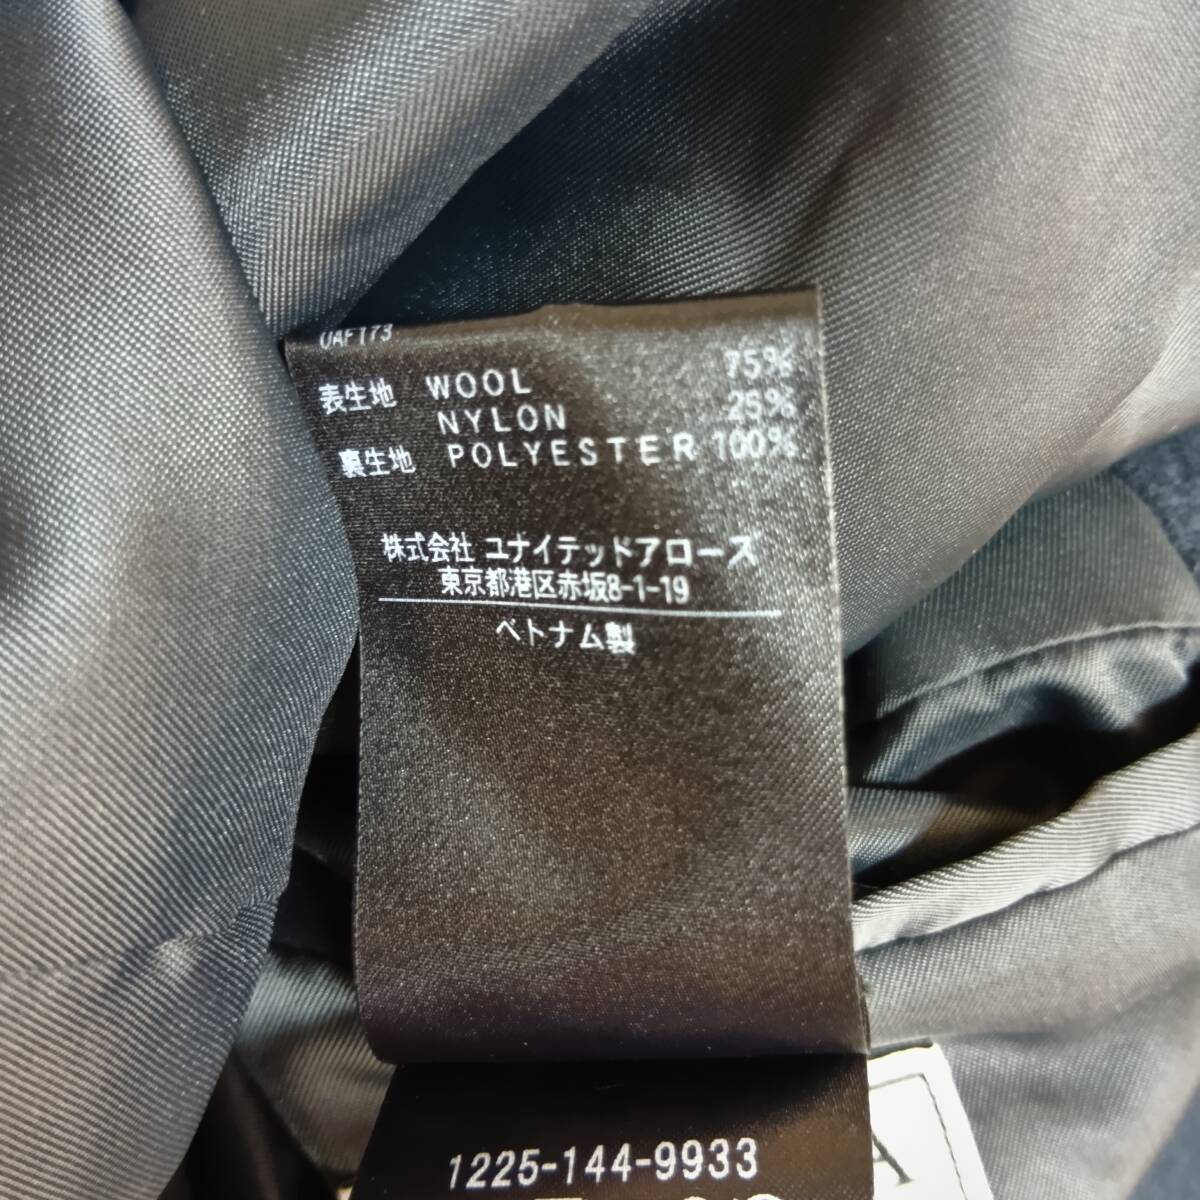 UAF173
表生地 WOOL 75%
NYLON 25%
裏生地 POLYESTER 100%
株式会社 ユナイテッドアローズ
東京都港区赤坂8-1-19
ベトナム製
1225-144-9933
A